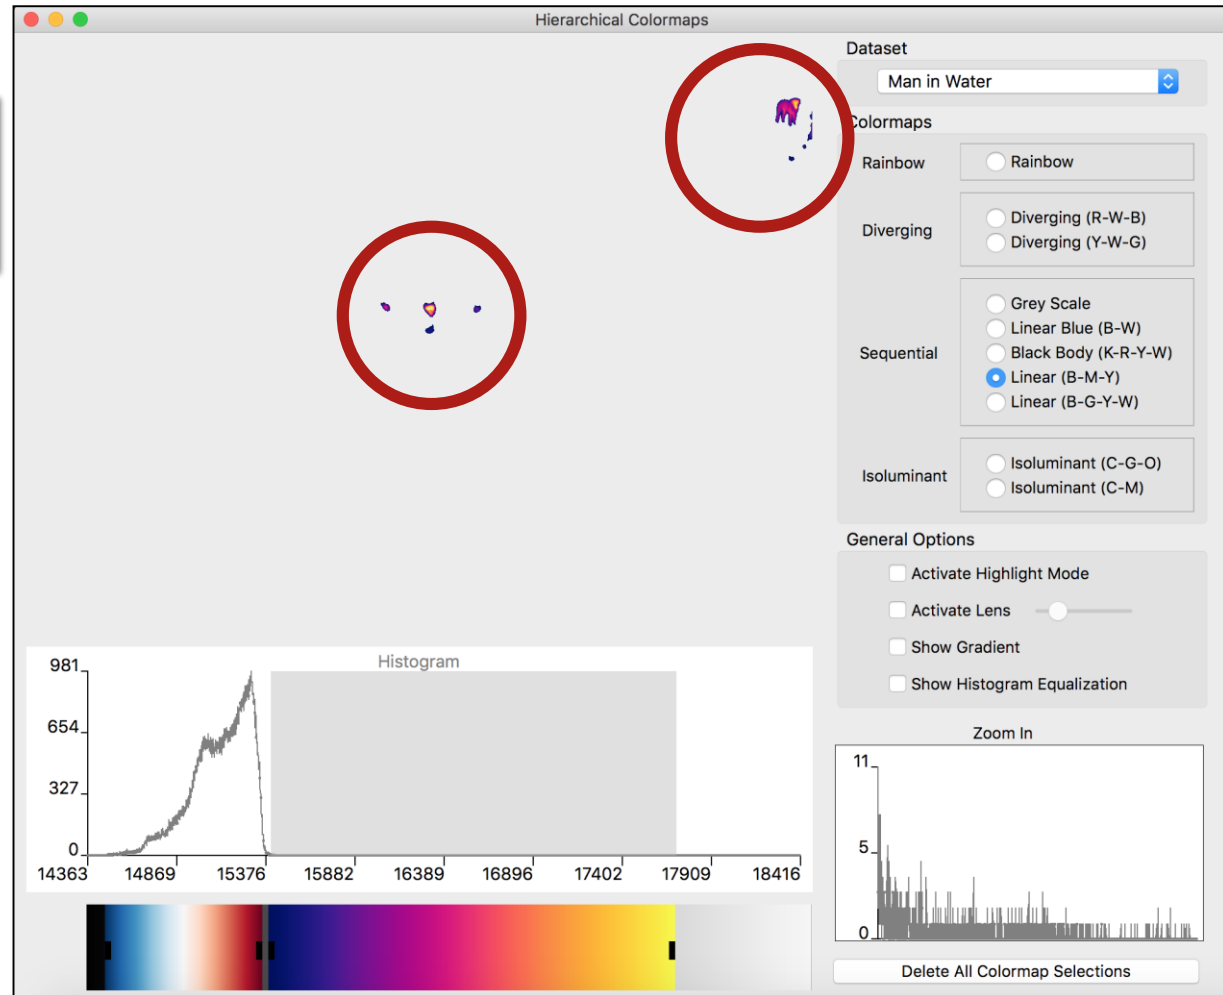 Hierarchical Colormaps
Dataset
Man in Water
Colormaps
Rainbow
Rainbow
Diverging
Diverging (R-W-B)
Diverging (Y-W-G)
Sequential
Grey Scale
Linear Blue (B-W)
Black Body (K-R-Y-W)
Linear (B-M-Y)
Linear (B-G-Y-W)
Isoluminant
Isoluminant (C-G-O)
Isoluminant (C-M)
General Options
Activate Highlight Mode
Activate Lens
Show Gradient
Show Histogram Equalization
Histogram
981
654
327
0
14363 14869 15376 15882 16389 16896 17402 17909 18416
Zoom In
11
5
0
Delete All Colormap Selections